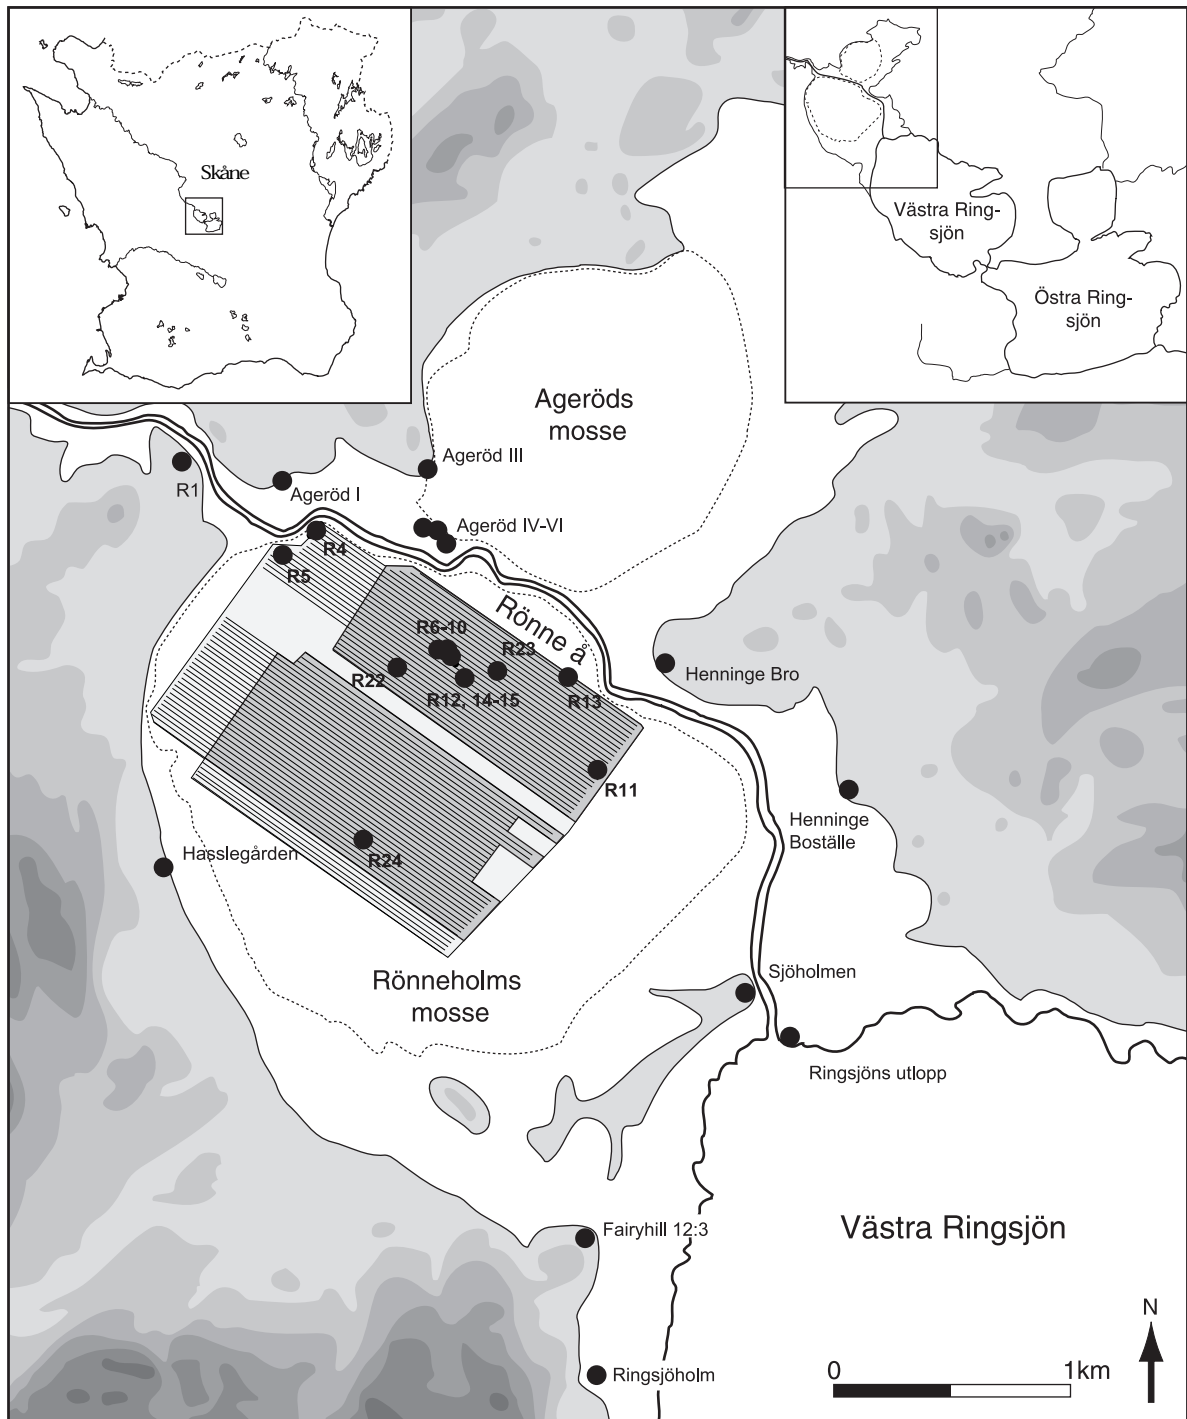 Skåne
Västra Ring-
sjön
Östra Ring-
sjön
Ageröds
mosse
Ageröd III
R1
Ageröd I
Ageröd IV-VI
R4
R5
Rönne å
R6-10
R23
R22
R12, 14-15
R13
Henninge Bro
R11
Henninge
Boställe
R24
Hasslegården
Rönneholms
mosse
Sjöholmen
Ringsjöns utlopp
Fairyhill 12:3
Västra Ringsjön
Ringsjöholm
N
0
1km